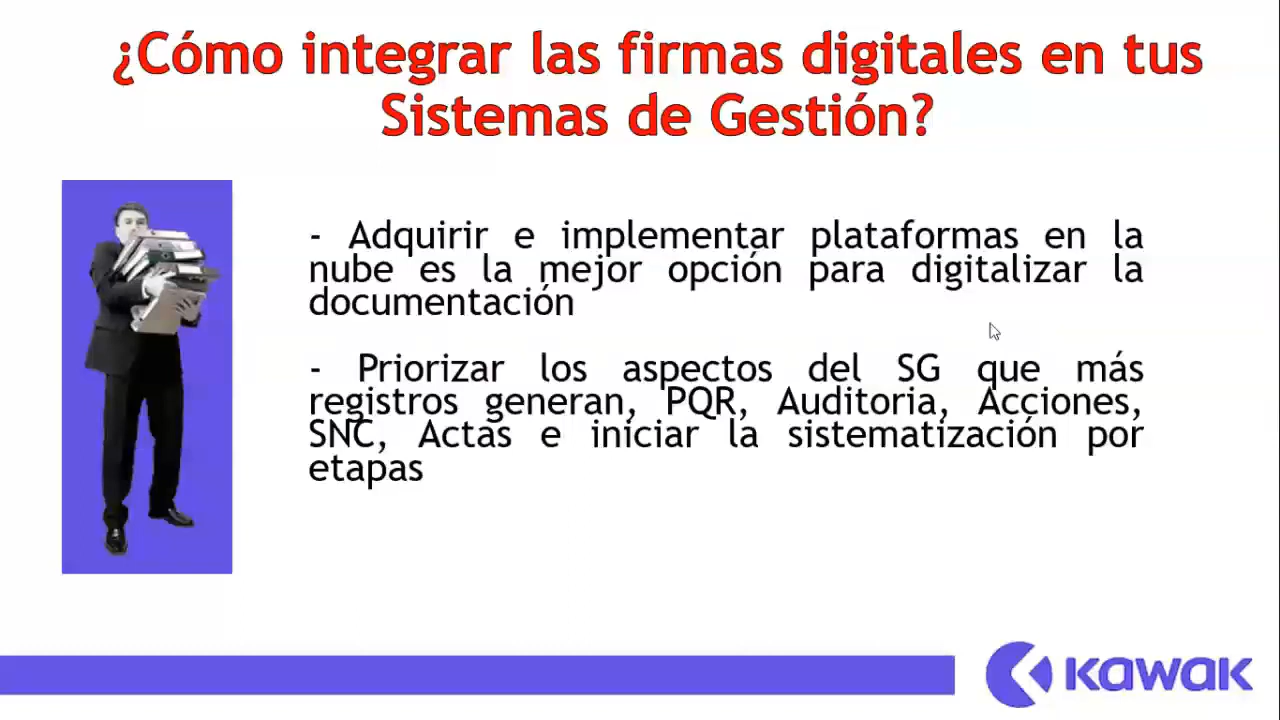 ¿Cómo integrar las firmas digitales en tus
Sistemas de Gestión?
- Adquirir e implementar plataformas en la
nube es la mejor opción para digitalizar la
documentación
- Priorizar los aspectos del SG que más
registros generan, PQR, Auditoria, Acciones,
SNC, Actas e iniciar la sistematización por
etapas
KAWAK